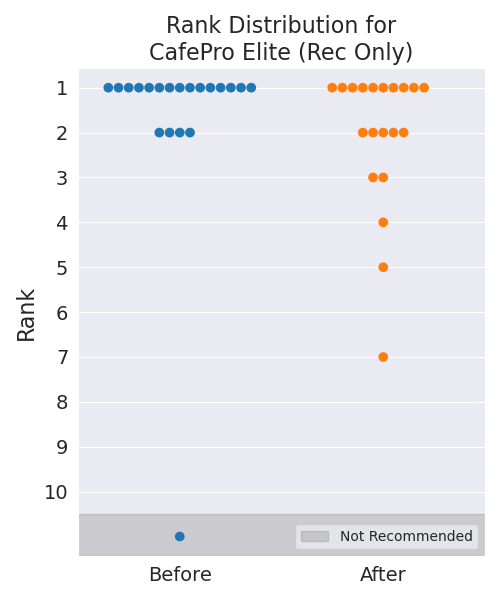 Rank Distribution for
CafePro Elite (Rec Only)
1
2
3
4
5
6
7
8
9
10
Rank
Not Recommended
Before
After